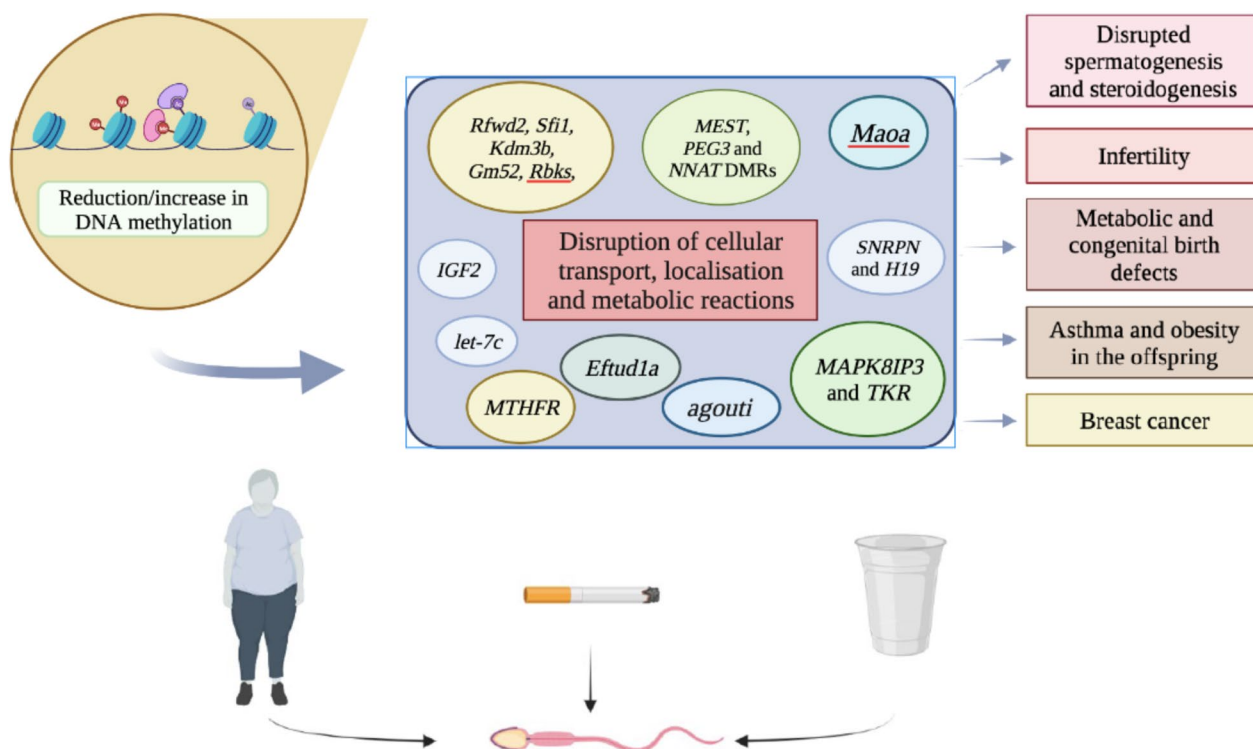 Reduction/increase in
DNA methylation
Rfwd2, Sfi1,
Kdm3b,
Gm52, Rbks,
MEST,
PEG3 and
NNAT DMRs
Maoa
IGF2
Disruption of cellular
transport, localisation
and metabolic reactions
SNRPN
and H19
let-7c
Eftud1a
MTHFR
agouti
MAPK8IP3
and TKR
Disrupted
spermatogenesis
and steroidogenesis
Infertility
Metabolic and
congenital birth
defects
Asthma and obesity
in the offspring
Breast cancer